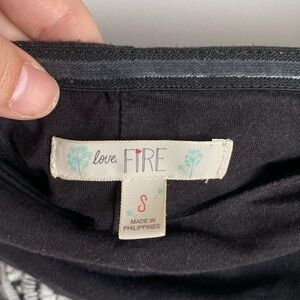 love, FIRE
S
MADE IN
PHILIPPINES